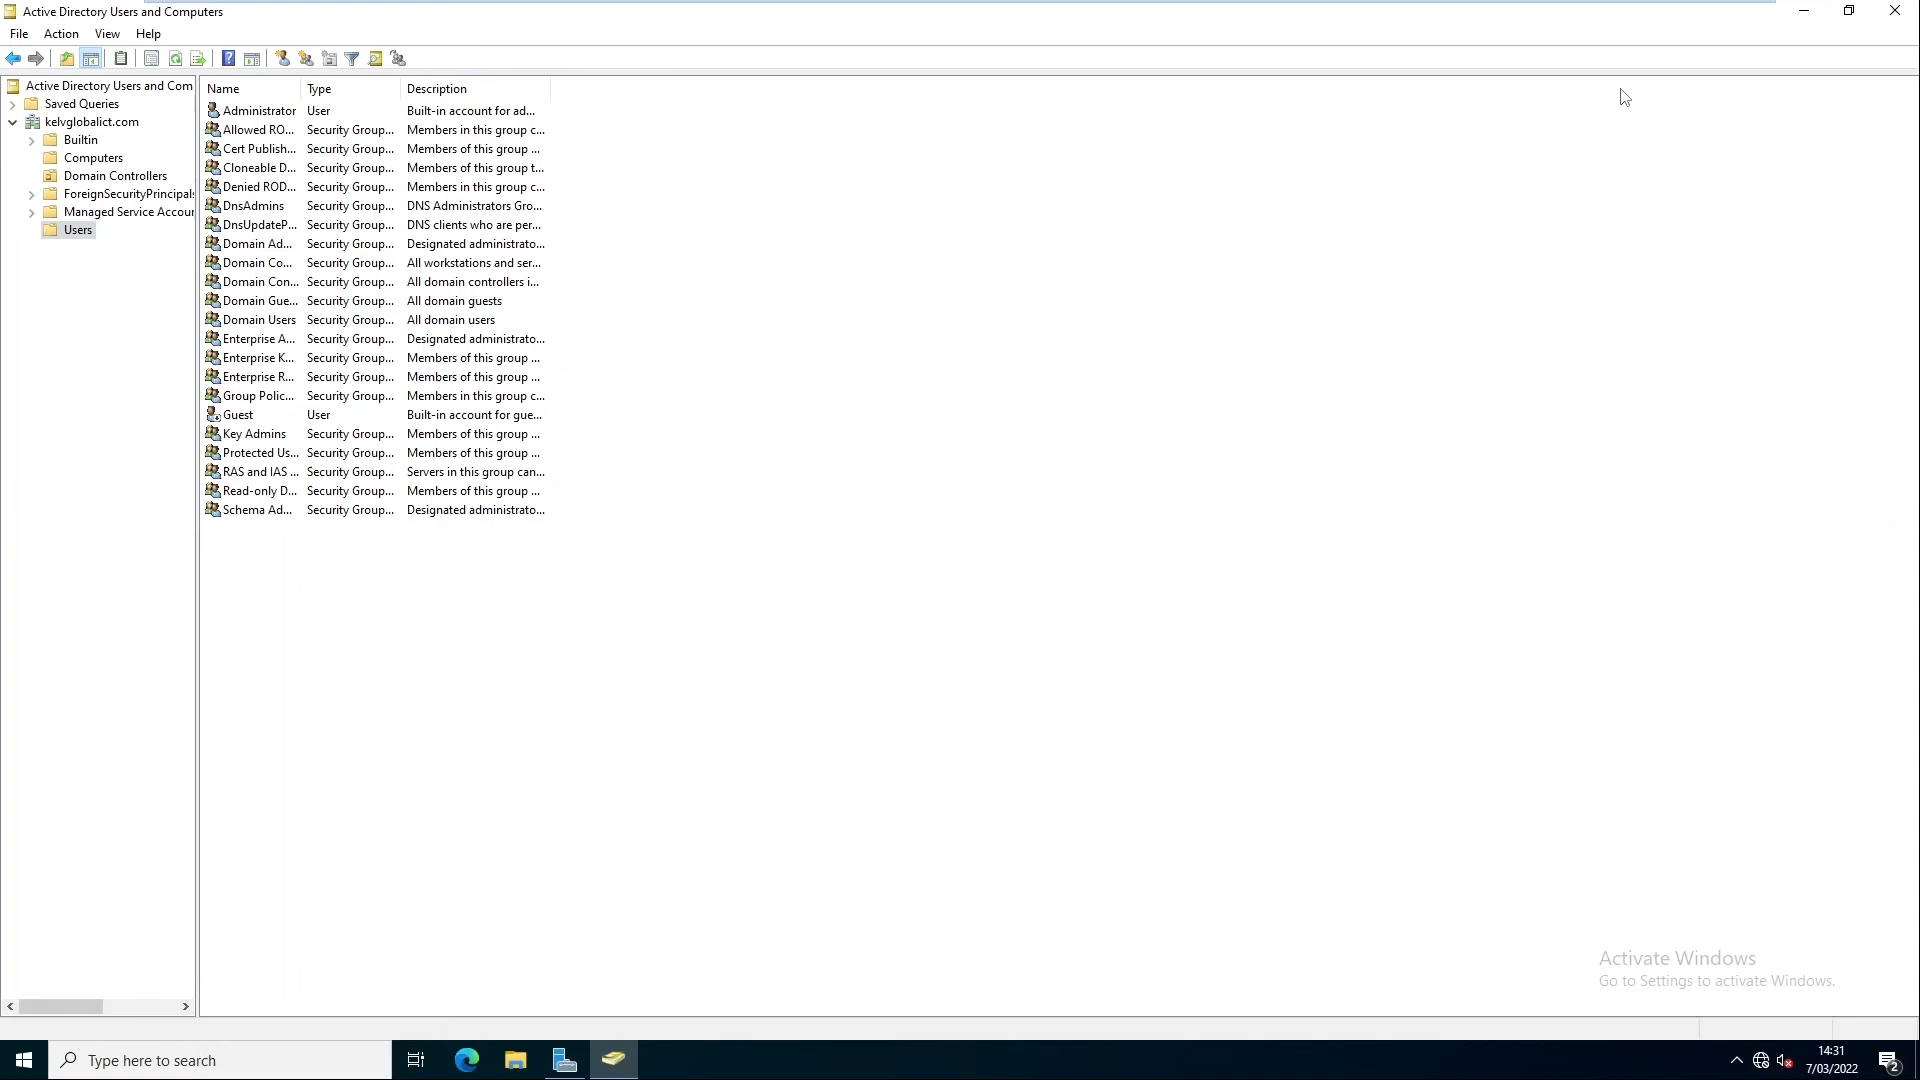 Active Directory Users and Computers
File Action View Help
Active Directory Users and Com
Saved Queries
kelvglobalict.com
Builtin
Computers
Domain Controllers
ForeignSecurityPrincipals
Managed Service Accour
Users
Name Type Description
Administrator User Built-in account for ad...
Allowed RO... Security Group... Members in this group c...
Cert Publish... Security Group... Members of this group ...
Cloneable D... Security Group... Members of this group t...
Denied ROD... Security Group... Members in this group c...
DnsAdmins Security Group... DNS Administrators Gro...
DnsUpdateP... Security Group... DNS clients who are per...
Domain Ad... Security Group... Designated administrato...
Domain Co... Security Group... All workstations and ser...
Domain Con... Security Group... All domain controllers i...
Domain Gue... Security Group... All domain guests
Domain Users Security Group... All domain users
Enterprise A... Security Group... Designated administrato...
Enterprise K... Security Group... Members of this group ...
Enterprise R... Security Group... Members of this group ...
Group Polic... Security Group... Members in this group c...
Guest User Built-in account for gue...
Key Admins Security Group... Members of this group ...
Protected Us... Security Group... Members of this group ...
RAS and IAS ... Security Group... Servers in this group can...
Read-only D... Security Group... Members of this group ...
Schema Ad... Security Group... Designated administrato...
Activate Windows
Go to Settings to activate Windows.
Type here to search
14:31
7/03/2022
2